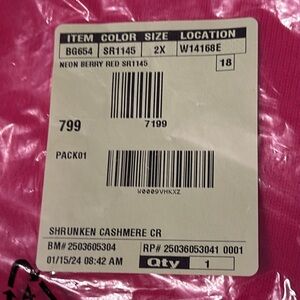 ITEM COLOR SIZE LOCATION
BG654 SR1145 2X W14168E
NEON BERRY RED SR1145 18
799 7199
PACK01
W0009VHKXZ
SHRUNKEN CASHMERE CR
BM# 2503605304 RP# 25036053041 0001
01/15/24 08:42 AM Qty 1